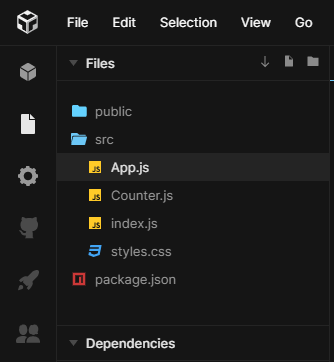 File Edit Selection View Go
Files
public
src
JS App.js
JS Counter.js
JS index.js
styles.css
package.json
Dependencies